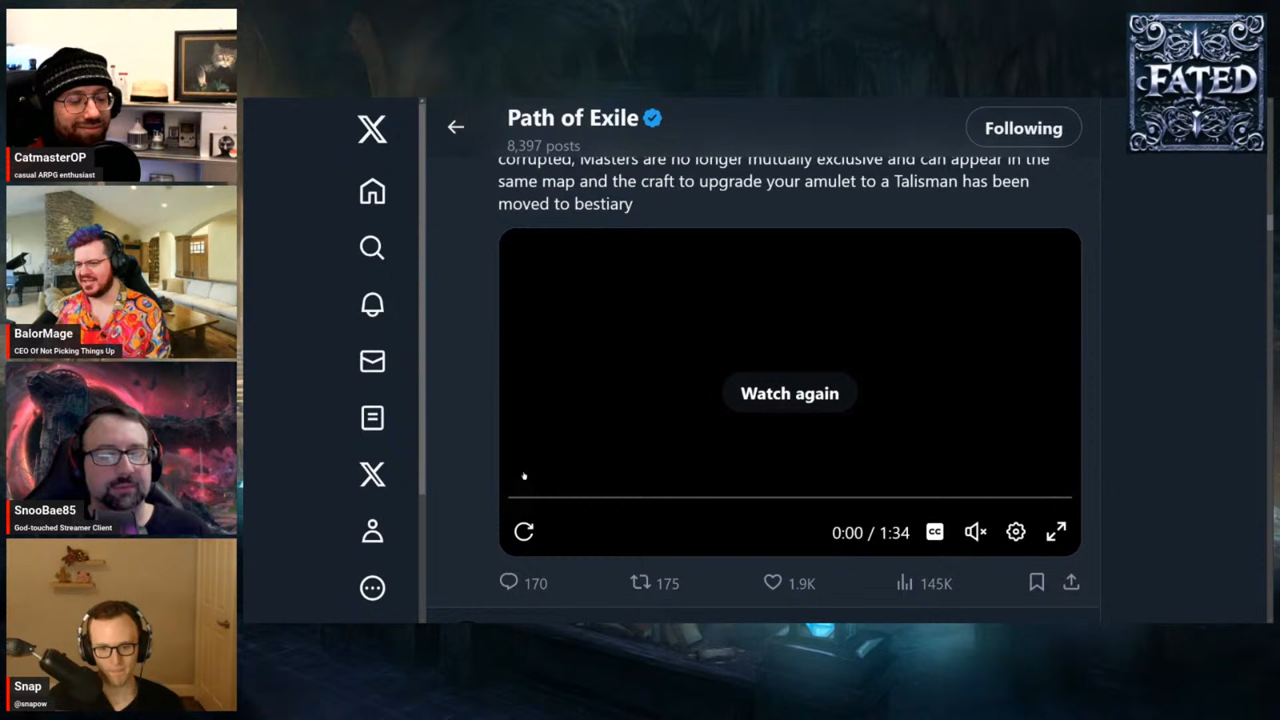 CatmasterOP
casual ARPG enthusiast
BalorMage
CEO Of Not Picking Things Up
SnooBae85
God-touched Streamer Client
Snap
@snapow
Path of Exile
8,397 posts
Following
corrupted, Masters are no longer mutually exclusive and can appear in the
same map and the craft to upgrade your amulet to a Talisman has been
moved to bestiary
Watch again
0:00 / 1:34
CC
170
175
1.9K
145K
FATED